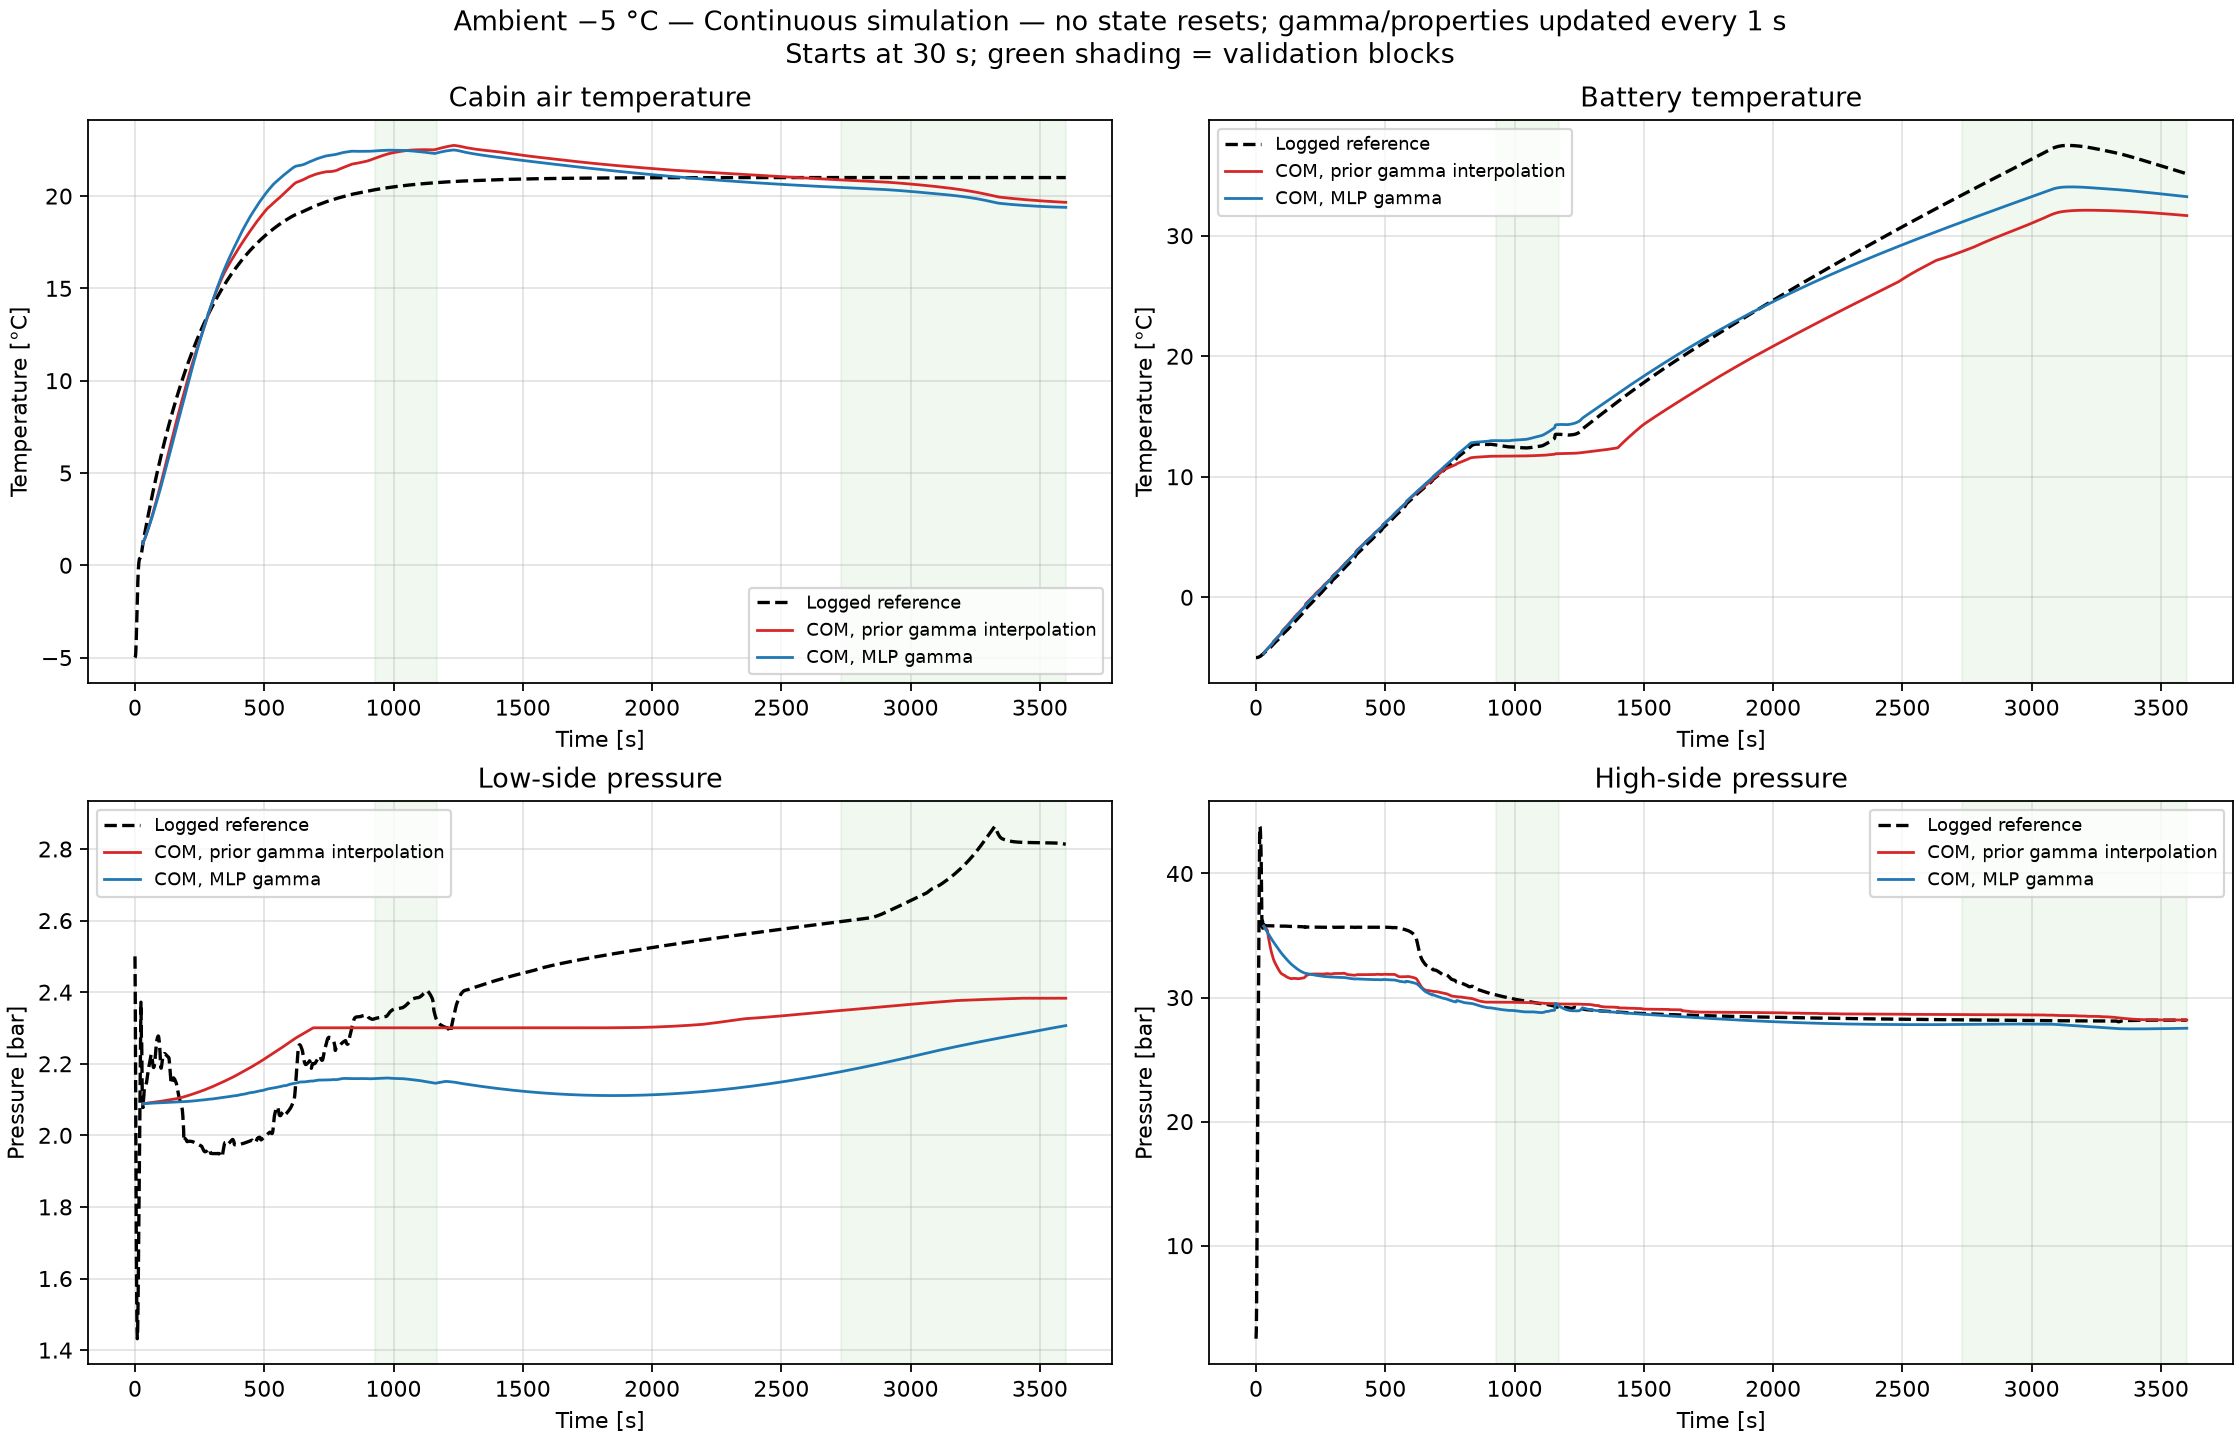 Ambient −5 °C — Continuous simulation — no state resets; gamma/properties updated every 1 s
Starts at 30 s; green shading = validation blocks
Cabin air temperature
Temperature [°C]
20
15
10
5
0
−5
Logged reference
COM, prior gamma interpolation
COM, MLP gamma
0 500 1000 1500 2000 2500 3000 3500
Time [s]
Battery temperature
Temperature [°C]
Logged reference
COM, prior gamma interpolation
COM, MLP gamma
30
20
10
0
0 500 1000 1500 2000 2500 3000 3500
Time [s]
Low-side pressure
Pressure [bar]
Logged reference
COM, prior gamma interpolation
COM, MLP gamma
2.8
2.6
2.4
2.2
2.0
1.8
1.6
1.4
0 500 1000 1500 2000 2500 3000 3500
Time [s]
High-side pressure
Pressure [bar]
Logged reference
COM, prior gamma interpolation
COM, MLP gamma
40
30
20
10
0 500 1000 1500 2000 2500 3000 3500
Time [s]